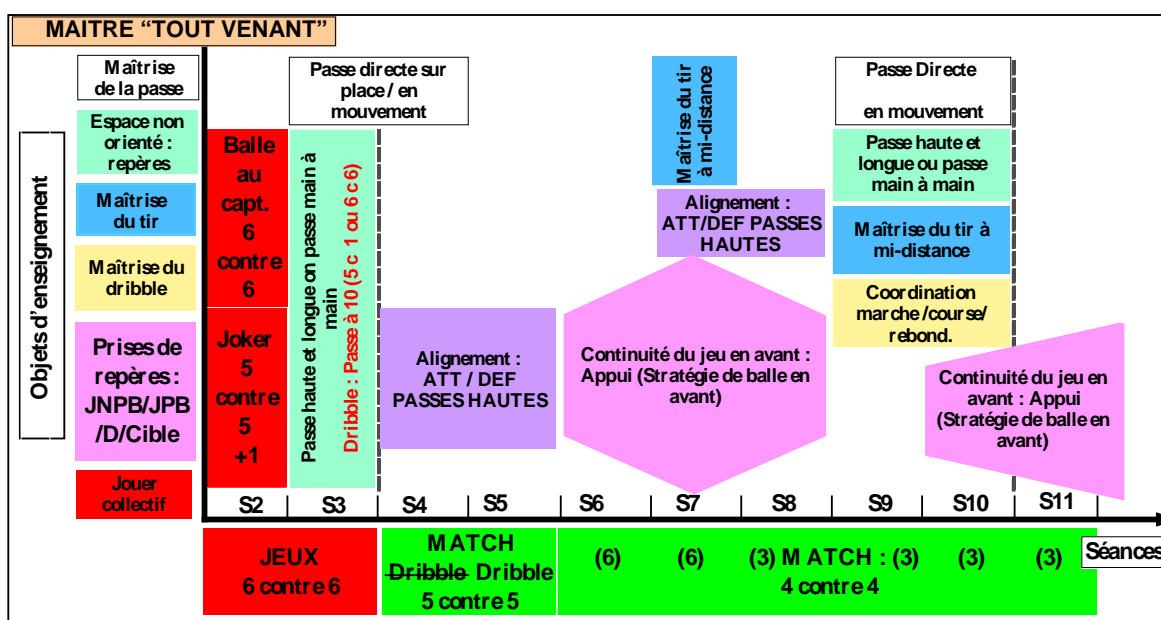 MAITRE “TOUT VENANT”
Objets d’enseignement
Maîtrise
de la passe
Espace non
orienté :
repères
Maîtrise
du tir
Maîtrise du
dribble
Prises de
repères :
JNPB/JPB
/D/Cible
Jouer
collectif
Balle
au
capt.
6
contre
6
Joker
5
contre
5
+1
Passe directe sur
place / en
mouvement
Passe haute et longue on passe main à
main
Dribble : Passe à 10 (5 c 1 ou 6 c 6)
Alignement :
ATT / DEF
PASSES HAUTES
Maîtrise du tir
à mi-distance
Alignement :
ATT/DEF PASSES
HAUTES
Continuité du jeu en avant :
Appui (Stratégie de balle en
avant)
Passe Directe
en mouvement
Passe haute et
longue ou passe
main à main
Maîtrise du tir à
mi-distance
Coordination
marche /course/
rebond.
Continuité du jeu en
avant : Appui
(Stratégie de balle en
avant)
S2 S3 S4 S5 S6 S7 S8 S9 S10 S11
Séances
JEUX
6 contre 6
MATCH
Dribble Dribble
5 contre 5
(6) (6) (3) MATCH : (3) (3) (3)
4 contre 4